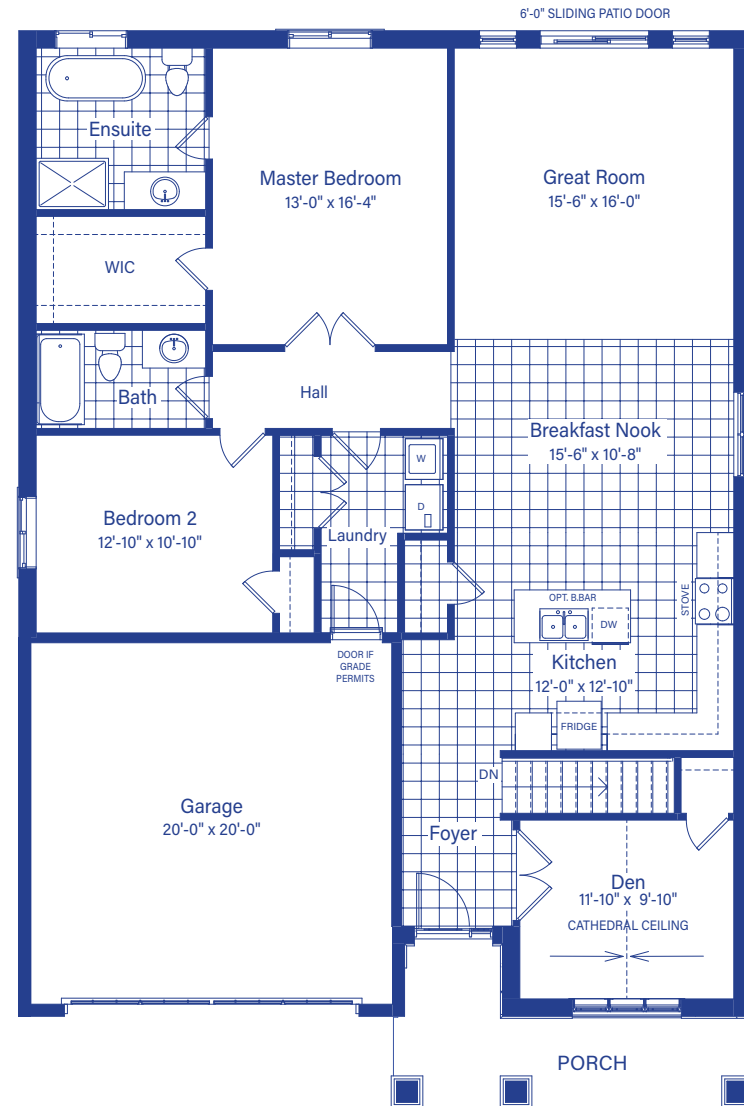 6'-0" SLIDING PATIO DOOR
Ensuite
Master Bedroom
13'-0" x 16'-4"
Great Room
15'-6" x 16'-0"
WIC
Bath
Hall
Breakfast Nook
15'-6" x 10'-8"
W
D
Bedroom 2
12'-10" x 10'-10"
Laundry
STOVE
OPT. B.BAR
DW
DOOR IF
GRADE
PERMITS
Kitchen
12'-0" x 12'-10"
FRIDGE
DN
Garage
20'-0" x 20'-0"
Foyer
Den
11'-10" x 9'-10"
CATHEDRAL CEILING
PORCH